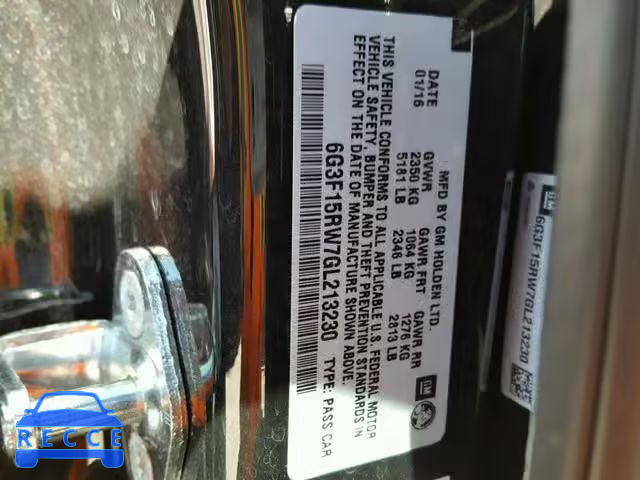 MFD BY GM HOLDEN LTD.
DATE GVWR GAWR FRT GAWR RR
01/16 2350 KG 1064 KG 1276 KG
5181 LB 2346 LB 2813 LB
THIS VEHICLE CONFORMS TO ALL APPLICABLE U.S. FEDERAL MOTOR
VEHICLE SAFETY, BUMPER AND THEFT PREVENTION STANDARDS IN
EFFECT ON THE DATE OF MANUFACTURE SHOWN ABOVE.
6G3F15RW7GL213230 TYPE: PASS CAR
GM
GM
6G3F15RW7GL213230
RECCE